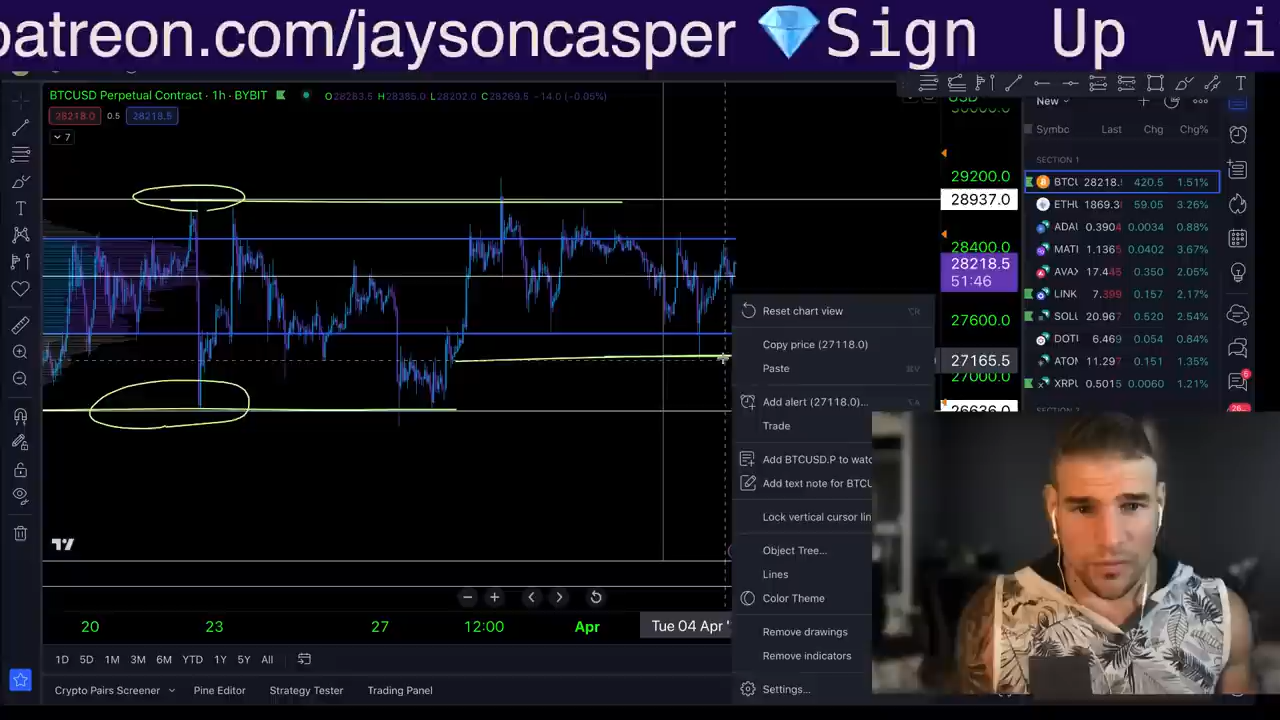 patreon.com/jaysoncasper 💎Sign Up wi
BTCUSD Perpetual Contract · 1h · BYBIT O28283.5 H28385.0 L28202.0 C28269.5 -14.0 (-0.05%)
28218.0 0.5 28218.5
7
29200.0
28937.0
28400.0
28218.5
51:46
27600.0
27165.5
27000.0
26636.0
New
Symbc Last Chg Chg%
SECTION 1
BTCU 28218.5 420.5 1.51%
ETHU 1869.3 59.05 3.26%
ADAU 0.3904 0.0034 0.88%
MATI 1.1365 0.0402 3.67%
AVAX 17.446 0.350 2.05%
LINK 7.399 0.157 2.17%
SOLU 20.967 0.520 2.54%
DOTI 6.469 0.054 0.84%
ATOM 11.297 0.151 1.35%
XRPU 0.5015 0.0060 1.21%
Reset chart view
Copy price (27118.0)
Paste
Add alert (27118.0)...
Trade
Add BTCUSD.P to watc
Add text note for BTCU
Lock vertical cursor lin
Object Tree...
Lines
Color Theme
Remove drawings
Remove indicators
Settings...
20 23 27 12:00 Apr Tue 04 Apr '
1D 5D 1M 3M 6M YTD 1Y 5Y All
Crypto Pairs Screener Pine Editor Strategy Tester Trading Panel